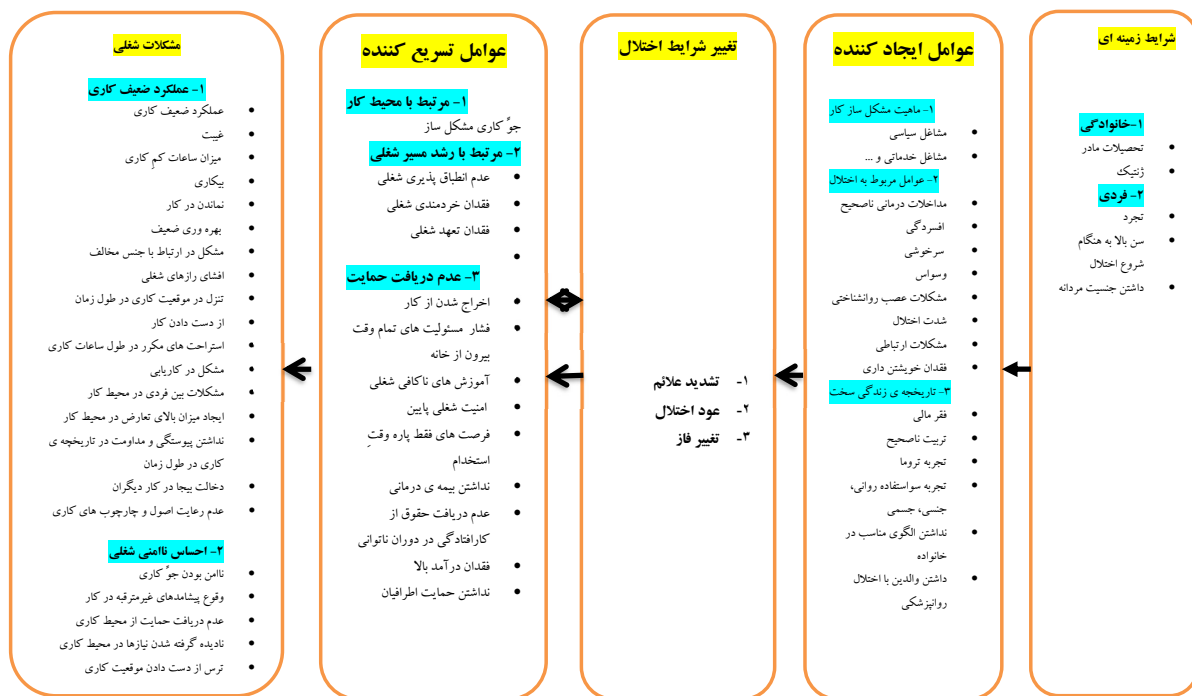 شرایط زمینه ای
۱-خانوادگی
• تحصیلات مادر
• ژنتیک
۲- فردی
• تجرد
• سن بالا به هنگام
شروع اختلال
• داشتن جنسیت مردانه
عوامل ایجاد کننده
۱- ماهیت مشکل ساز کار
• مشاغل سیاسی
• مشاغل خدماتی و ...
۲- عوامل مربوط به اختلال
• مداخلات درمانی ناصحیح
• افسردگی
• سرخوشی
• وسواس
• مشکلات عصب روانشناختی
• شدت اختلال
• مشکلات ارتباطی
• فقدان خویشتن داری
۳- تاریخچه ی زندگی سخت
• فقر مالی
• تربیت ناصحیح
• تجربه تروما
• تجربه سواستفاده روانی،
جنسی، جسمی
• نداشتن الگوی مناسب در
خانواده
• داشتن والدین با اختلال
روانپزشکی
تغییر شرایط اختلال
۱- تشدید علائم
۲- عود اختلال
۳- تغییر فاز
عوامل تسریع کننده
۱- مرتبط با محیط کار
جوِّ کاری مشکل ساز
۲- مرتبط با رشد مسیر شغلی
• عدم انطباق پذیری شغلی
• فقدان خردمندی شغلی
• فقدان تعهد شغلی
•
۳- عدم دریافت حمایت
• اخراج شدن از کار
• فشار مسئولیت های تمام وقت
بیرون از خانه
• آموزش های ناکافی شغلی
• امنیت شغلی پایین
• فرصت های فقط پاره وقتِ
استخدام
• نداشتن بیمه ی درمانی
• عدم دریافت حقوق از
کارافتادگی در دوران ناتوانی
• فقدان درآمد بالا
• نداشتن حمایت اطرافیان
مشکلات شغلی
۱- عملکرد ضعیف کاری
• عملکرد ضعیف کاری
• غیبت
• میزان ساعات کمِ کاری
• بیکاری
• نماندن در کار
• بهره وری ضعیف
• مشکل در ارتباط با جنس مخالف
• افشای رازهای شغلی
• تنزل در موقعیت کاری در طول زمان
• از دست دادن کار
• استراحت های مکرر در طول ساعات کاری
• مشکل در کاریابی
• مشکلات بین فردی در محیط کار
• ایجاد میزان بالای تعارض در محیط کار
• نداشتن پیوستگی و مداومت در تاریخچه ی
کاری در طول زمان
• دخالت بیجا در کار دیگران
• عدم رعایت اصول و چارچوب های کاری
۲- احساس ناامنی شغلی
• ناامن بودن جوِّ کاری
• وقوع پیشامدهای غیرمترقبه در کار
• عدم دریافت حمایت از محیط کاری
• نادیده گرفته شدن نیازها در محیط کاری
• ترس از دست دادن موقعیت کاری